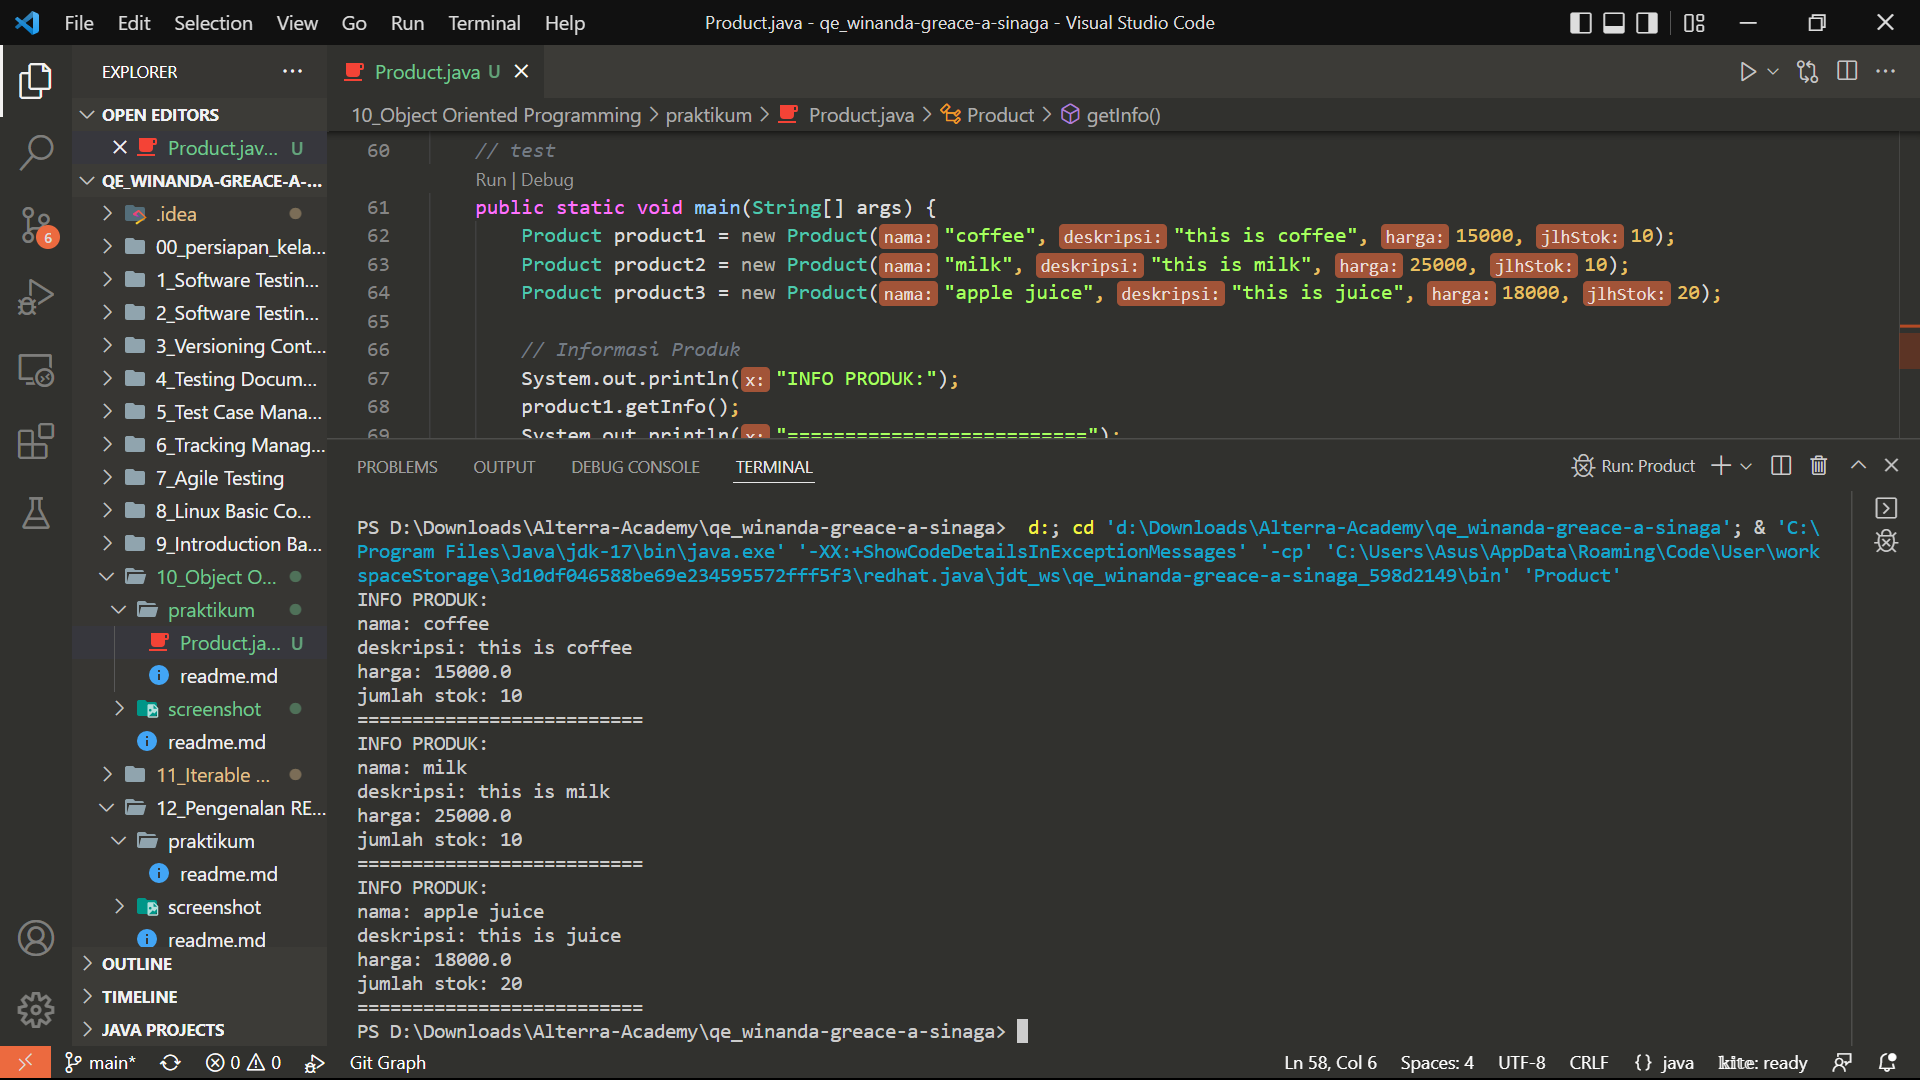 File Edit Selection View Go Run Terminal Help
Product.java - qe_winanda-greace-a-sinaga - Visual Studio Code
EXPLORER
OPEN EDITORS
Product.jav... U
QE_WINANDA-GREACE-A-...
.idea
00_persiapan_kela...
1_Software Testin...
2_Software Testin...
3_Versioning Cont...
4_Testing Docum...
5_Test Case Mana...
6_Tracking Manag...
7_Agile Testing
8_Linux Basic Co...
9_Introduction Ba...
10_Object O...
praktikum
Product.ja... U
readme.md
screenshot
readme.md
11_Iterable ...
12_Pengenalan RE...
praktikum
readme.md
screenshot
readme.md
OUTLINE
TIMELINE
JAVA PROJECTS
6
Product.java U
10_Object Oriented Programming > praktikum > Product.java > Product > getInfo()
60 // test
Run | Debug
61 public static void main(String[] args) {
62 Product product1 = new Product(nama: "coffee", deskripsi: "this is coffee", harga: 15000, jlhStok: 10);
63 Product product2 = new Product(nama: "milk", deskripsi: "this is milk", harga: 25000, jlhStok: 10);
64 Product product3 = new Product(nama: "apple juice", deskripsi: "this is juice", harga: 18000, jlhStok: 20);
65
66 // Informasi Produk
67 System.out.println(x: "INFO PRODUK:");
68 product1.getInfo();
69 System.out.println(x: "==========================");
PROBLEMS OUTPUT DEBUG CONSOLE TERMINAL
Run: Product
PS D:\Downloads\Alterra-Academy\qe_winanda-greace-a-sinaga>  d:; cd 'd:\Downloads\Alterra-Academy\qe_winanda-greace-a-sinaga'; & 'C:\
Program Files\Java\jdk-17\bin\java.exe' '-XX:+ShowCodeDetailsInExceptionMessages' '-cp' 'C:\Users\Asus\AppData\Roaming\Code\User\work
spaceStorage\3d10df046588be69e234595572fff5f3\redhat.java\jdt_ws\qe_winanda-greace-a-sinaga_598d2149\bin' 'Product'
INFO PRODUK:
nama: coffee
deskripsi: this is coffee
harga: 15000.0
jumlah stok: 10
==========================
INFO PRODUK:
nama: milk
deskripsi: this is milk
harga: 25000.0
jumlah stok: 10
==========================
INFO PRODUK:
nama: apple juice
deskripsi: this is juice
harga: 18000.0
jumlah stok: 20
==========================
PS D:\Downloads\Alterra-Academy\qe_winanda-greace-a-sinaga>
main* 0 0 Git Graph
Ln 58, Col 6 Spaces: 4 UTF-8 CRLF {} java kite: ready